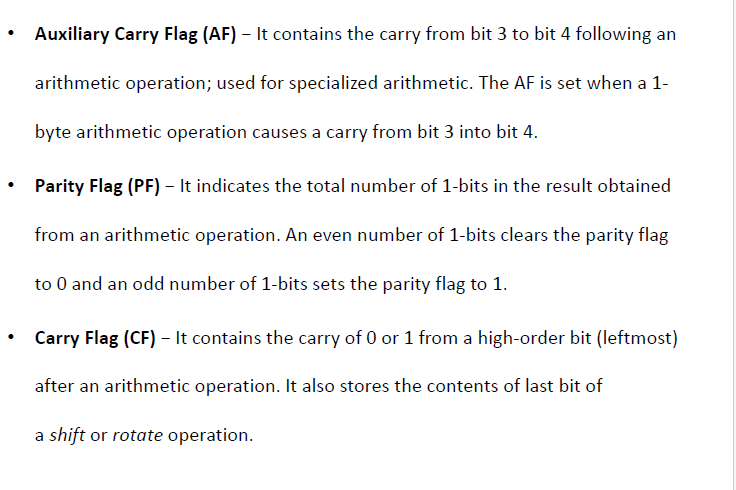 • Auxiliary Carry Flag (AF) – It contains the carry from bit 3 to bit 4 following an
arithmetic operation; used for specialized arithmetic. The AF is set when a 1-
byte arithmetic operation causes a carry from bit 3 into bit 4.
• Parity Flag (PF) – It indicates the total number of 1-bits in the result obtained
from an arithmetic operation. An even number of 1-bits clears the parity flag
to 0 and an odd number of 1-bits sets the parity flag to 1.
• Carry Flag (CF) – It contains the carry of 0 or 1 from a high-order bit (leftmost)
after an arithmetic operation. It also stores the contents of last bit of
a shift or rotate operation.